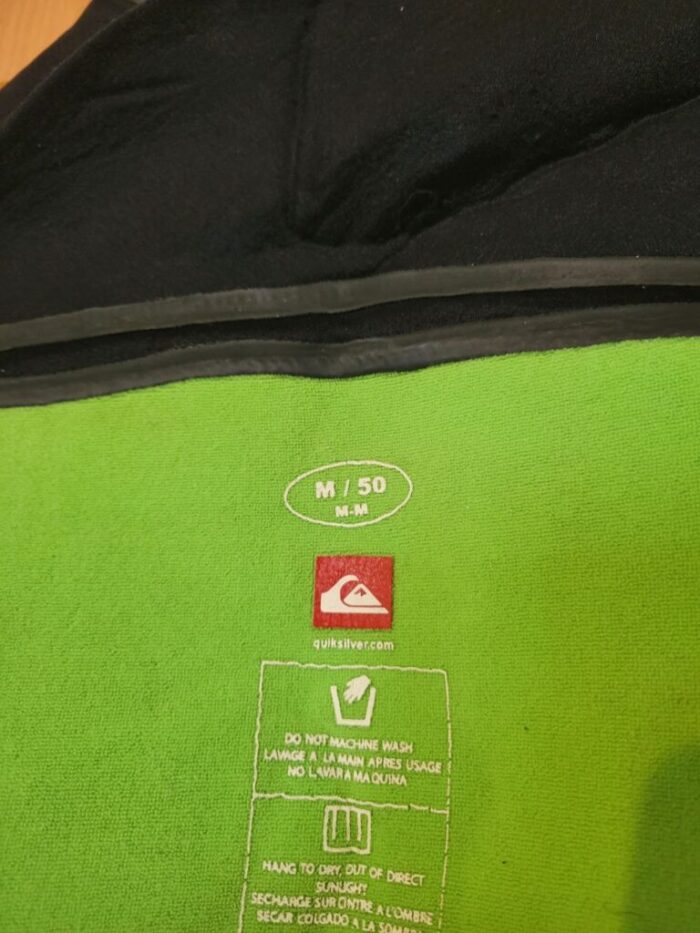 M / 50
M-M
quiksilver.com
DO NOT MACHINE WASH
LAVAGE A LA MAIN APRES USAGE
NO LAVAR A MAQUINA
HANG TO DRY, OUT OF DIRECT
SUNLIGHT
SECHARGE SUR CINTRE A L'OMBRE
SECAR COLGADO A LA SOMBRA